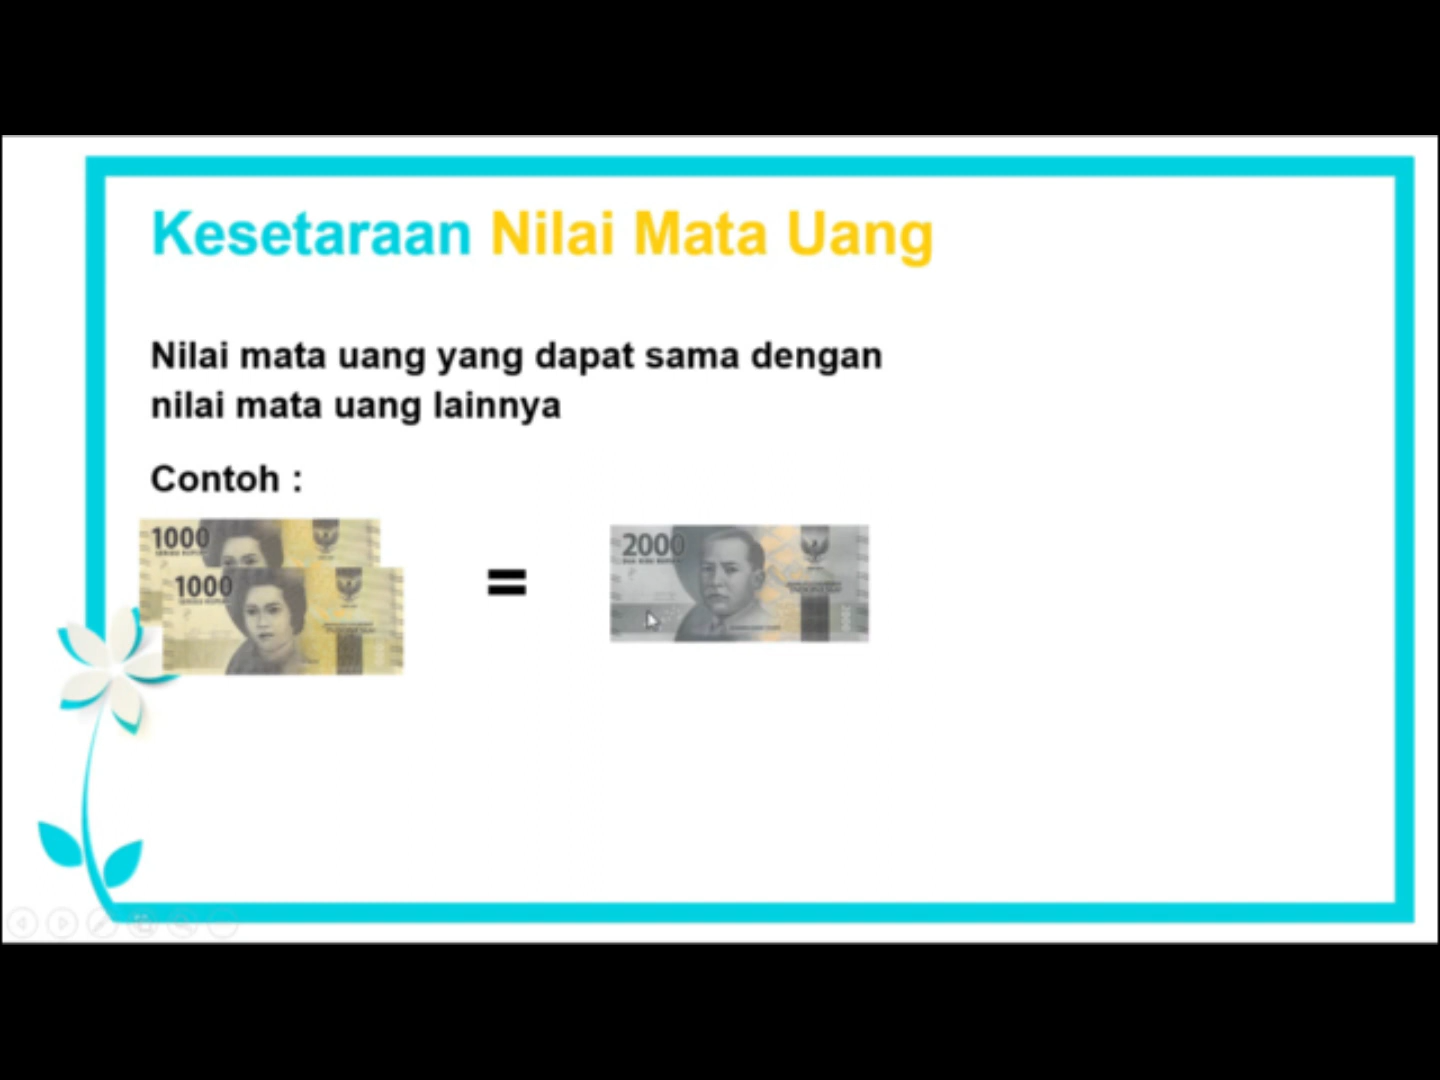 Kesetaraan Nilai Mata Uang
Nilai mata uang yang dapat sama dengan
nilai mata uang lainnya
Contoh :
1000
1000
=
2000